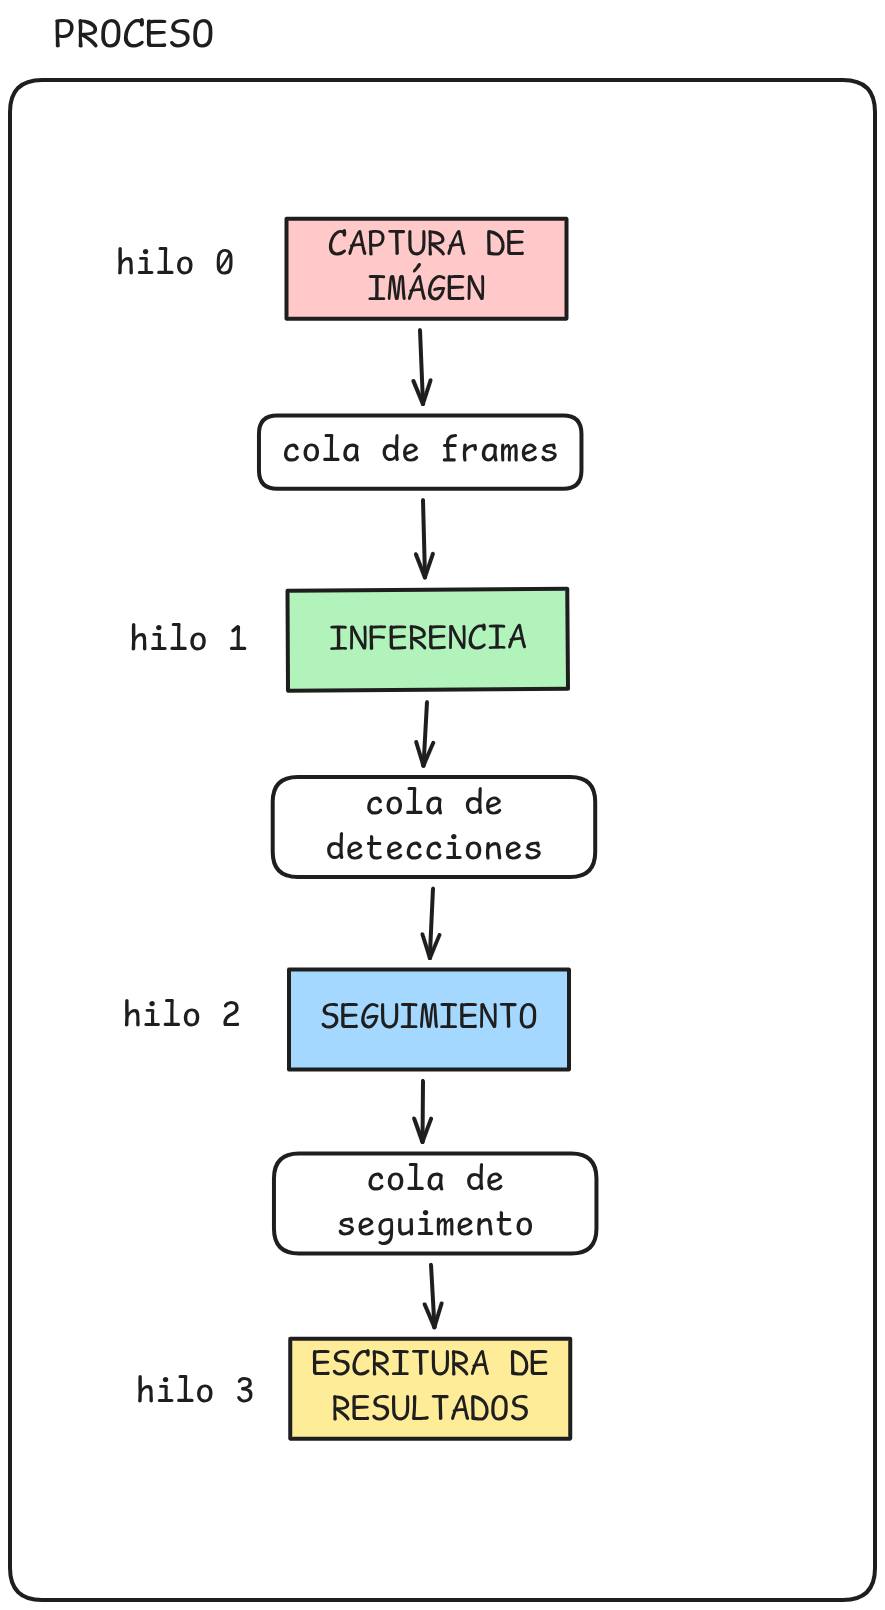 PROCESO
hilo 0
CAPTURA DE
IMÁGEN
cola de frames
hilo 1
INFERENCIA
cola de
detecciones
hilo 2
SEGUIMIENTO
cola de
seguimento
hilo 3
ESCRITURA DE
RESULTADOS